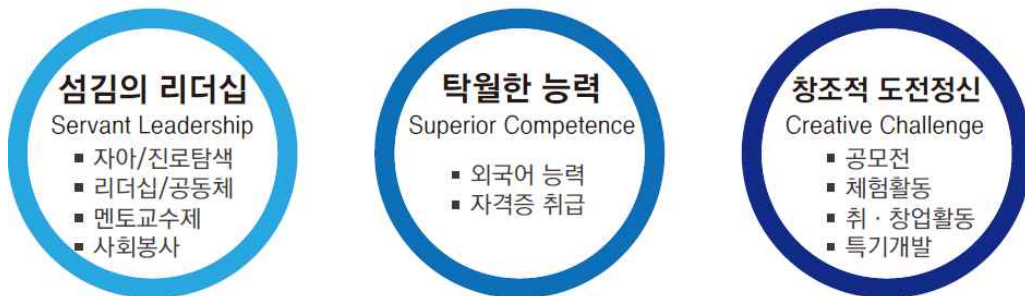 섬김의 리더십
Servant Leadership
▪ 자아/진로탐색
▪ 리더십/공동체
▪ 멘토교수제
▪ 사회봉사
탁월한 능력
Superior Competence
▪ 외국어 능력
▪ 자격증 취급
창조적 도전정신
Creative Challenge
▪ 공모전
▪ 체험활동
▪ 취 · 창업활동
▪ 특기개발